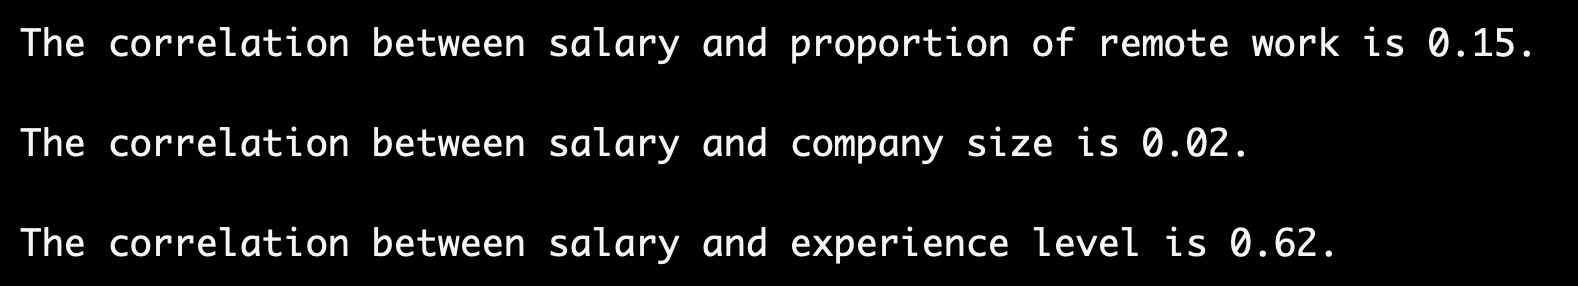 The correlation between salary and proportion of remote work is 0.15.
The correlation between salary and company size is 0.02.
The correlation between salary and experience level is 0.62.